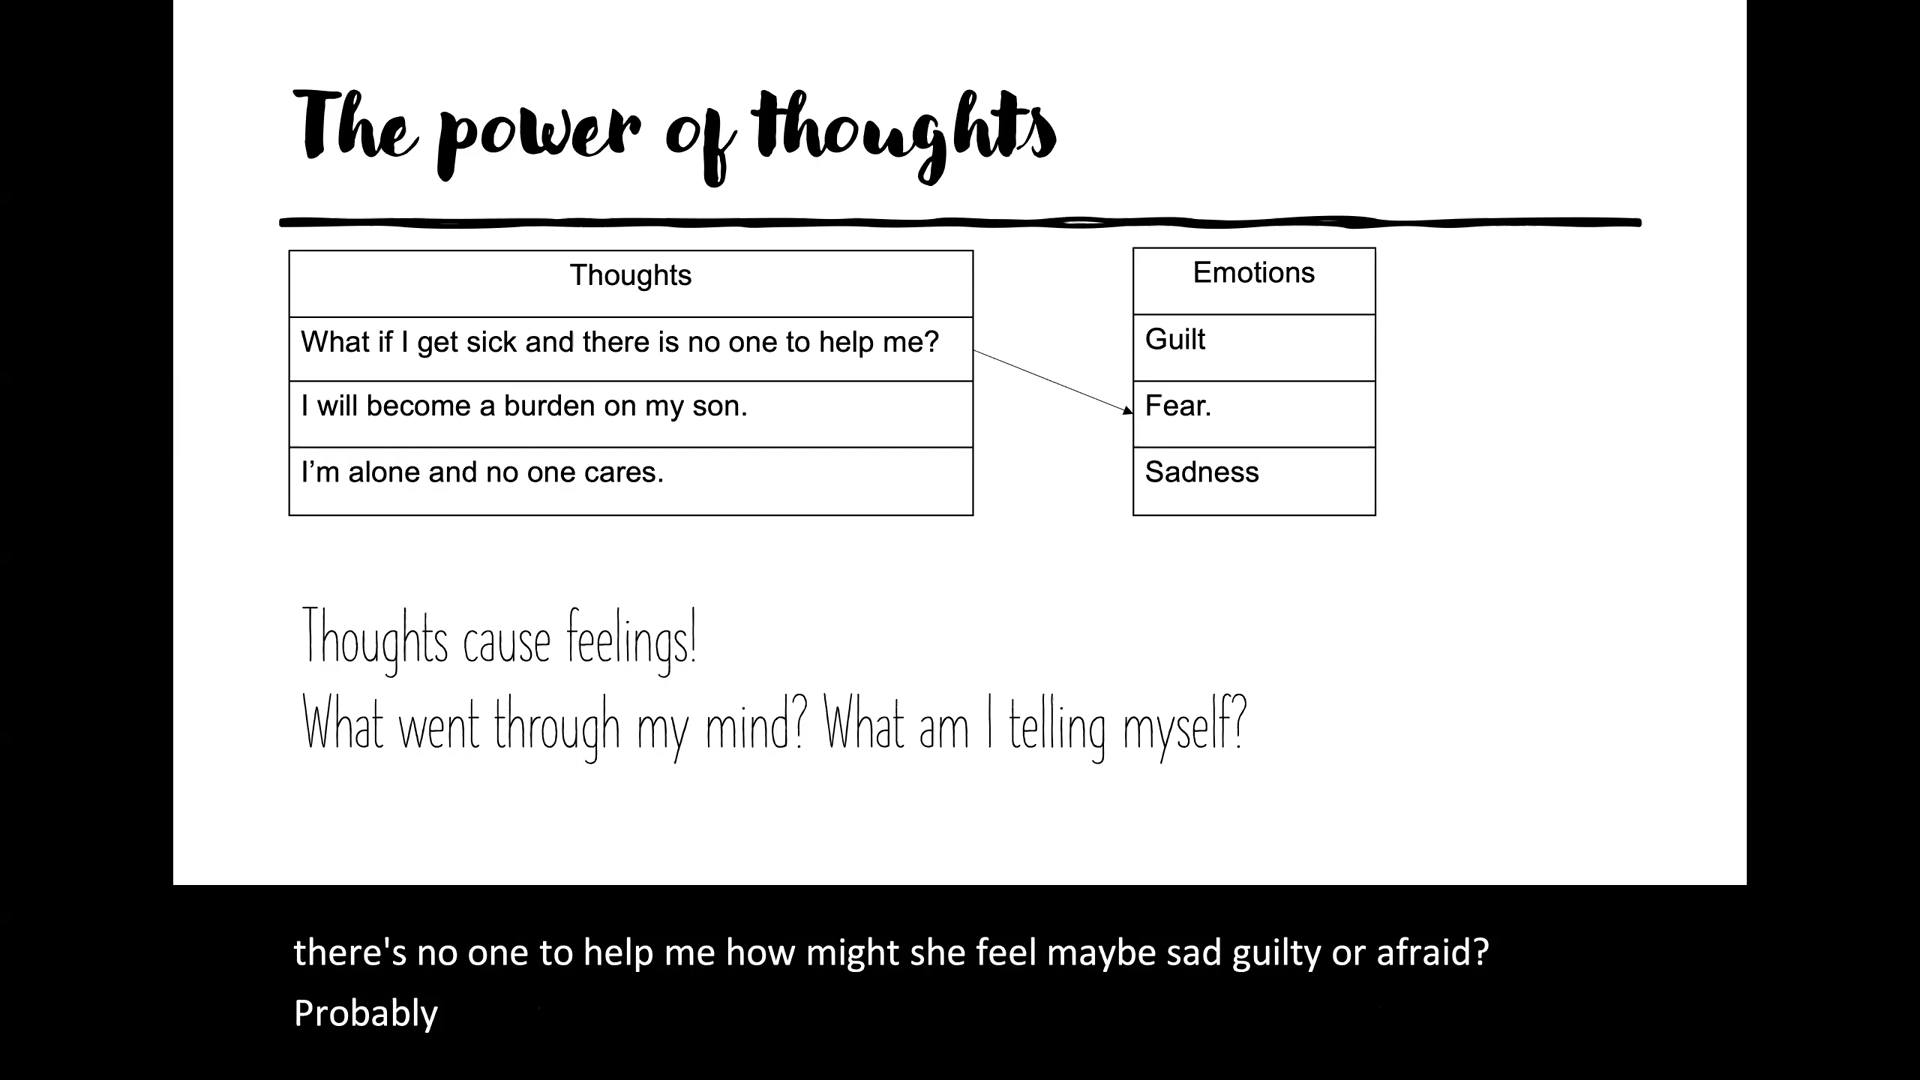 The power of thoughts
Thoughts
What if I get sick and there is no one to help me?
I will become a burden on my son.
I’m alone and no one cares.
Emotions
Guilt
Fear.
Sadness
Thoughts cause feelings!
What went through my mind? What am I telling myself?
there's no one to help me how might she feel maybe sad guilty or afraid?
Probably